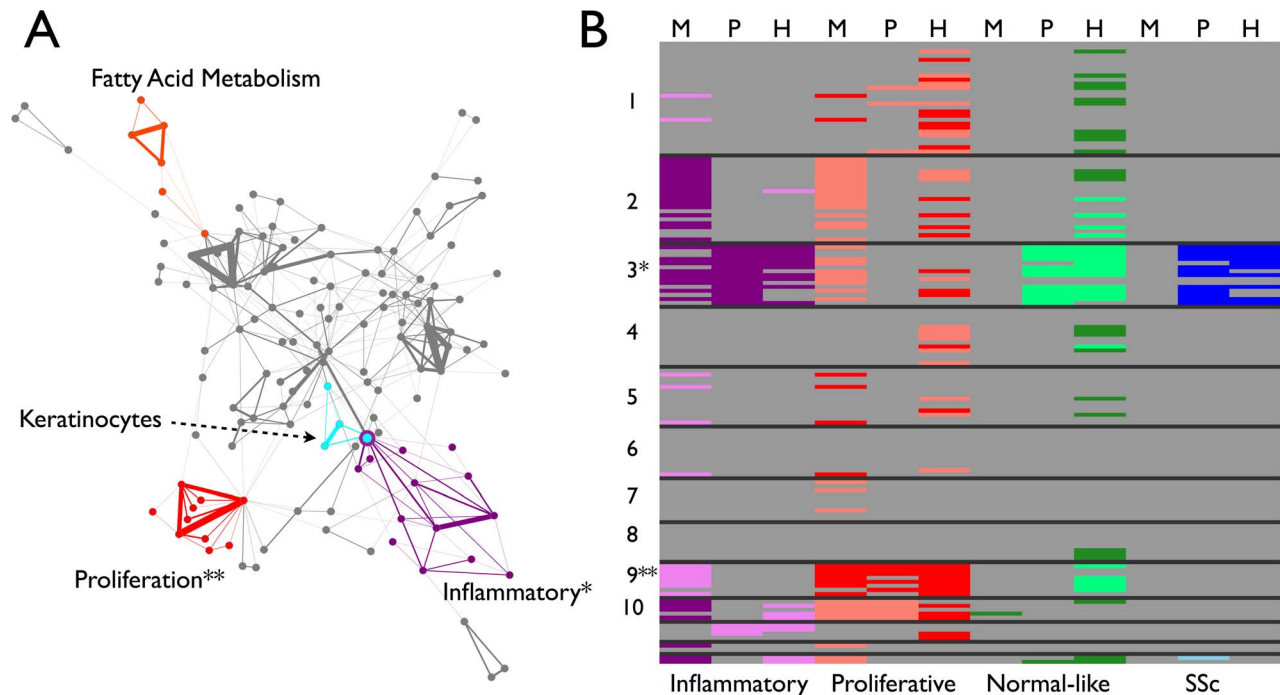 A
Fatty Acid Metabolism
Keratinocytes
Proliferation**
Inflammatory*
B
M P H M P H M P H M P H
1
2
3*
4
5
6
7
8
9**
10
Inflammatory Proliferative Normal-like SSc